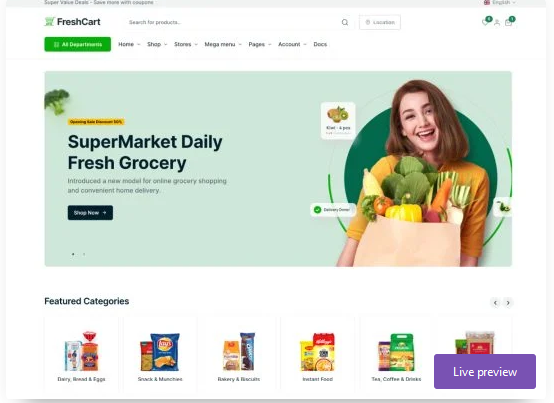 Super Value Deals - Save more with coupons
English
FreshCart
Search for products..
Location
0
1
All Departments
Home
Shop
Stores
Mega menu
Pages
Account
Docs
Opening Sale Discount 50%
SuperMarket Daily
Fresh Grocery
Introduced a new model for online grocery shopping
and convenient home delivery.
Shop Now →
Kiwi - 4 pcs
Delivery Done!
Featured Categories
Lay's
Kellogg's
Dairy, Bread & Eggs
Snack & Munchies
Bakery & Biscuits
Instant Food
Tea, Coffee & Drinks
Live preview